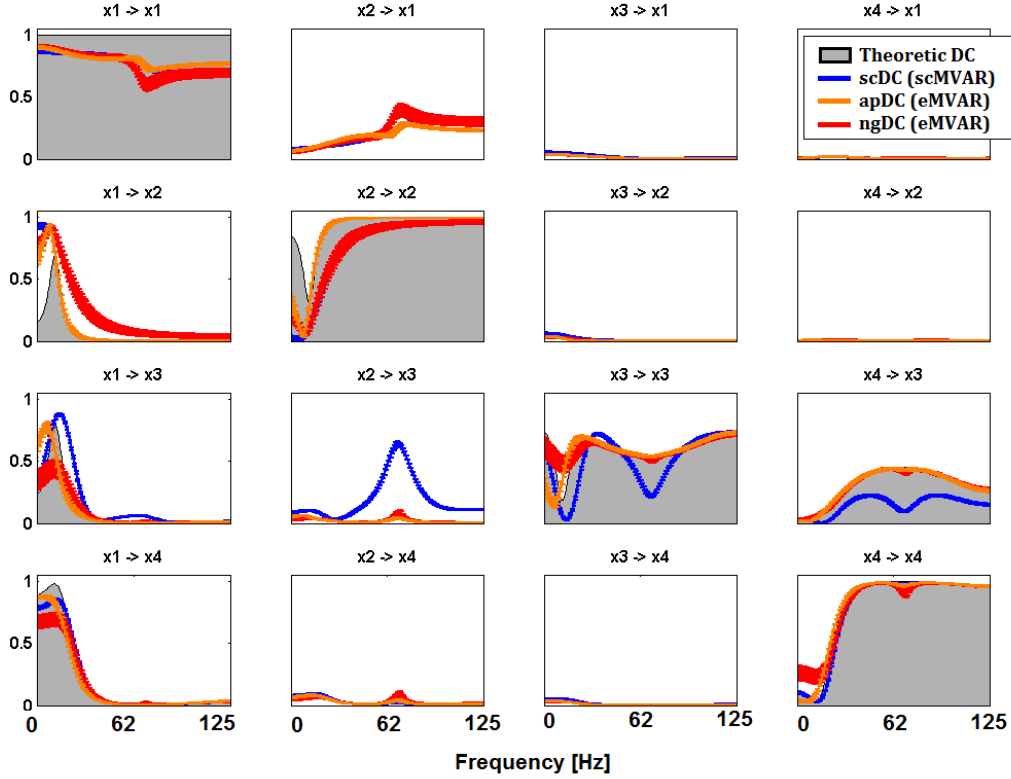 x1 -> x1 x2 -> x1 x3 -> x1 x4 -> x1
1
0.5
0
Theoretic DC
scDC (scMVAR)
apDC (eMVAR)
ngDC (eMVAR)
x1 -> x2 x2 -> x2 x3 -> x2 x4 -> x2
1
0.5
0
x1 -> x3 x2 -> x3 x3 -> x3 x4 -> x3
1
0.5
0
x1 -> x4 x2 -> x4 x3 -> x4 x4 -> x4
1
0.5
0
0 62 125 0 62 125 0 62 125 0 62 125
Frequency [Hz]